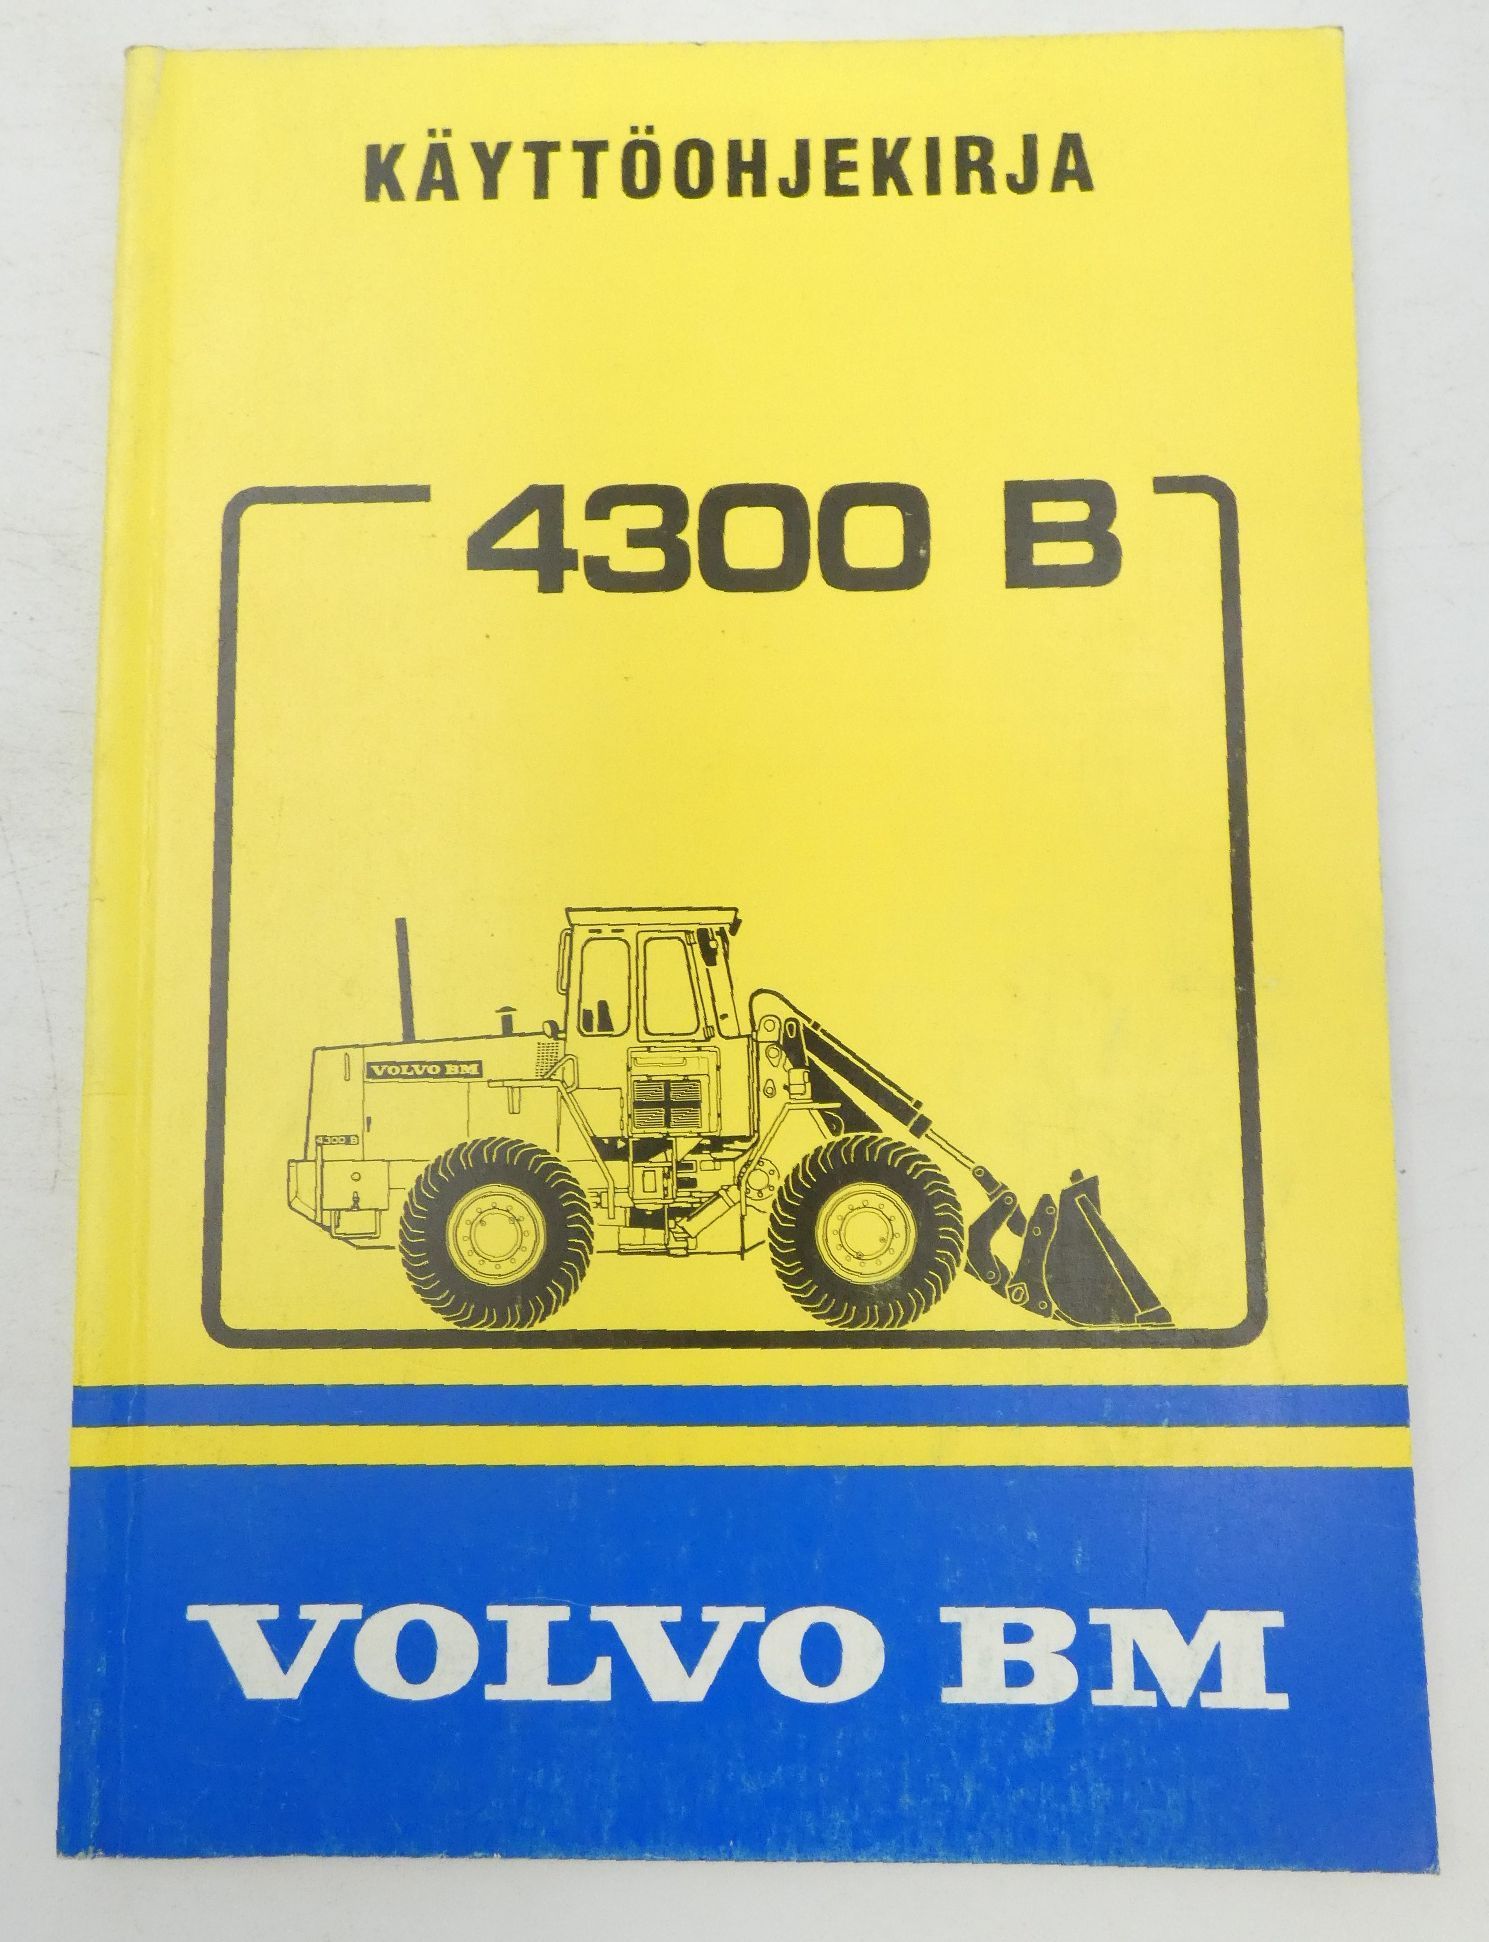 KÄYTTÖOHJEKIRJA
4300 B
VOLVO BM
4300 B
VOLVO BM